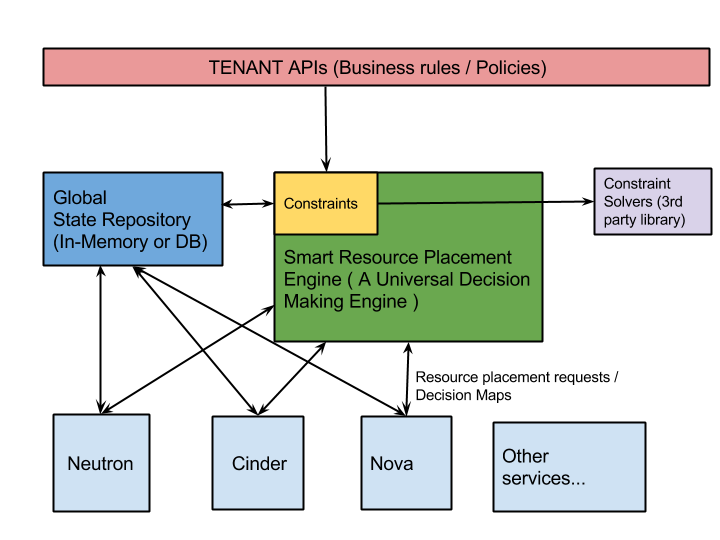 TENANT APIs (Business rules / Policies)
Global
State Repository
(In-Memory or DB)
Constraints
Constraint
Solvers (3rd
party library)
Smart Resource Placement
Engine ( A Universal Decision
Making Engine )
Resource placement requests /
Decision Maps
Neutron
Cinder
Nova
Other
services...